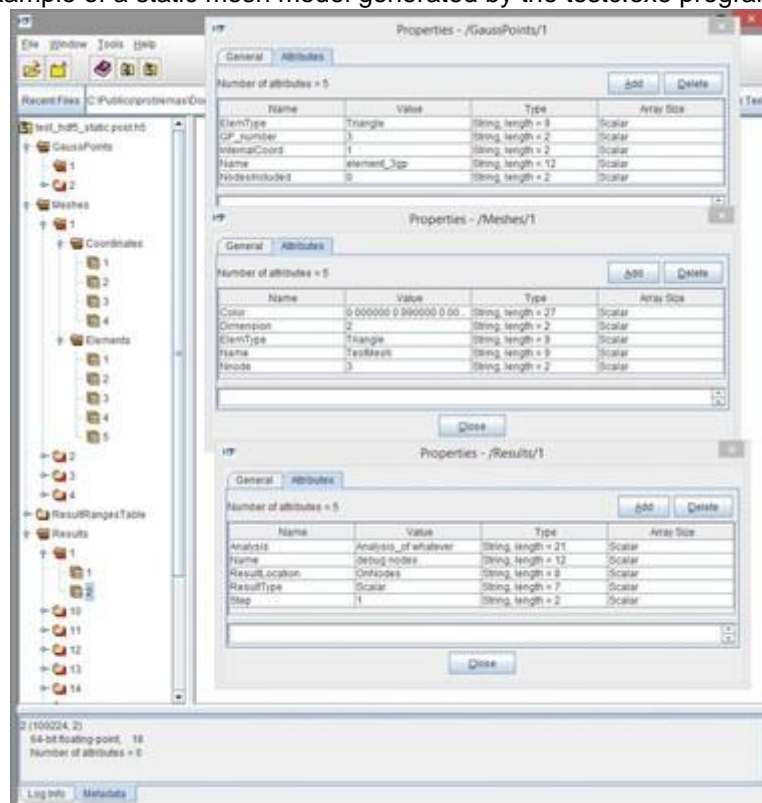 xample of a static mesh model generated by the testc.exe progra
Properties - /GaussPoints/1
File Window Tools Help
Recent Files C:\Publico\problemas\Do
Tex
test_hdf5_static.post.h5
GaussPoints
1
2
Meshes
1
Coordinates
1
2
3
4
Elements
1
2
3
4
5
2
3
4
ResultRangesTable
Results
1
1
2
10
11
12
13
14
General Attributes
Number of attributes = 5
Add Delete
Name Value Type Array Size
ElemType Triangle String, length = 9 Scalar
GP_number 3 String, length = 2 Scalar
InternalCoord 1 String, length = 2 Scalar
Name element_3gp String, length = 12 Scalar
NodesIncluded 0 String, length = 2 Scalar
Properties - /Meshes/1
General Attributes
Number of attributes = 5
Add Delete
Name Value Type Array Size
Color 0.000000 0.990000 0.00... String, length = 27 Scalar
Dimension 2 String, length = 2 Scalar
ElemType Triangle String, length = 9 Scalar
Name TestMesh String, length = 9 Scalar
Nnode 3 String, length = 2 Scalar
Close
Properties - /Results/1
General Attributes
Number of attributes = 5
Add Delete
Name Value Type Array Size
Analysis Analysis_of whatever String, length = 21 Scalar
Name debug nodes String, length = 12 Scalar
ResultLocation OnNodes String, length = 8 Scalar
ResultType Scalar String, length = 7 Scalar
Step 1 String, length = 2 Scalar
Close
2 (100224, 2)
64-bit floating-point, 18
Number of attributes = 0
Log Info Metadata